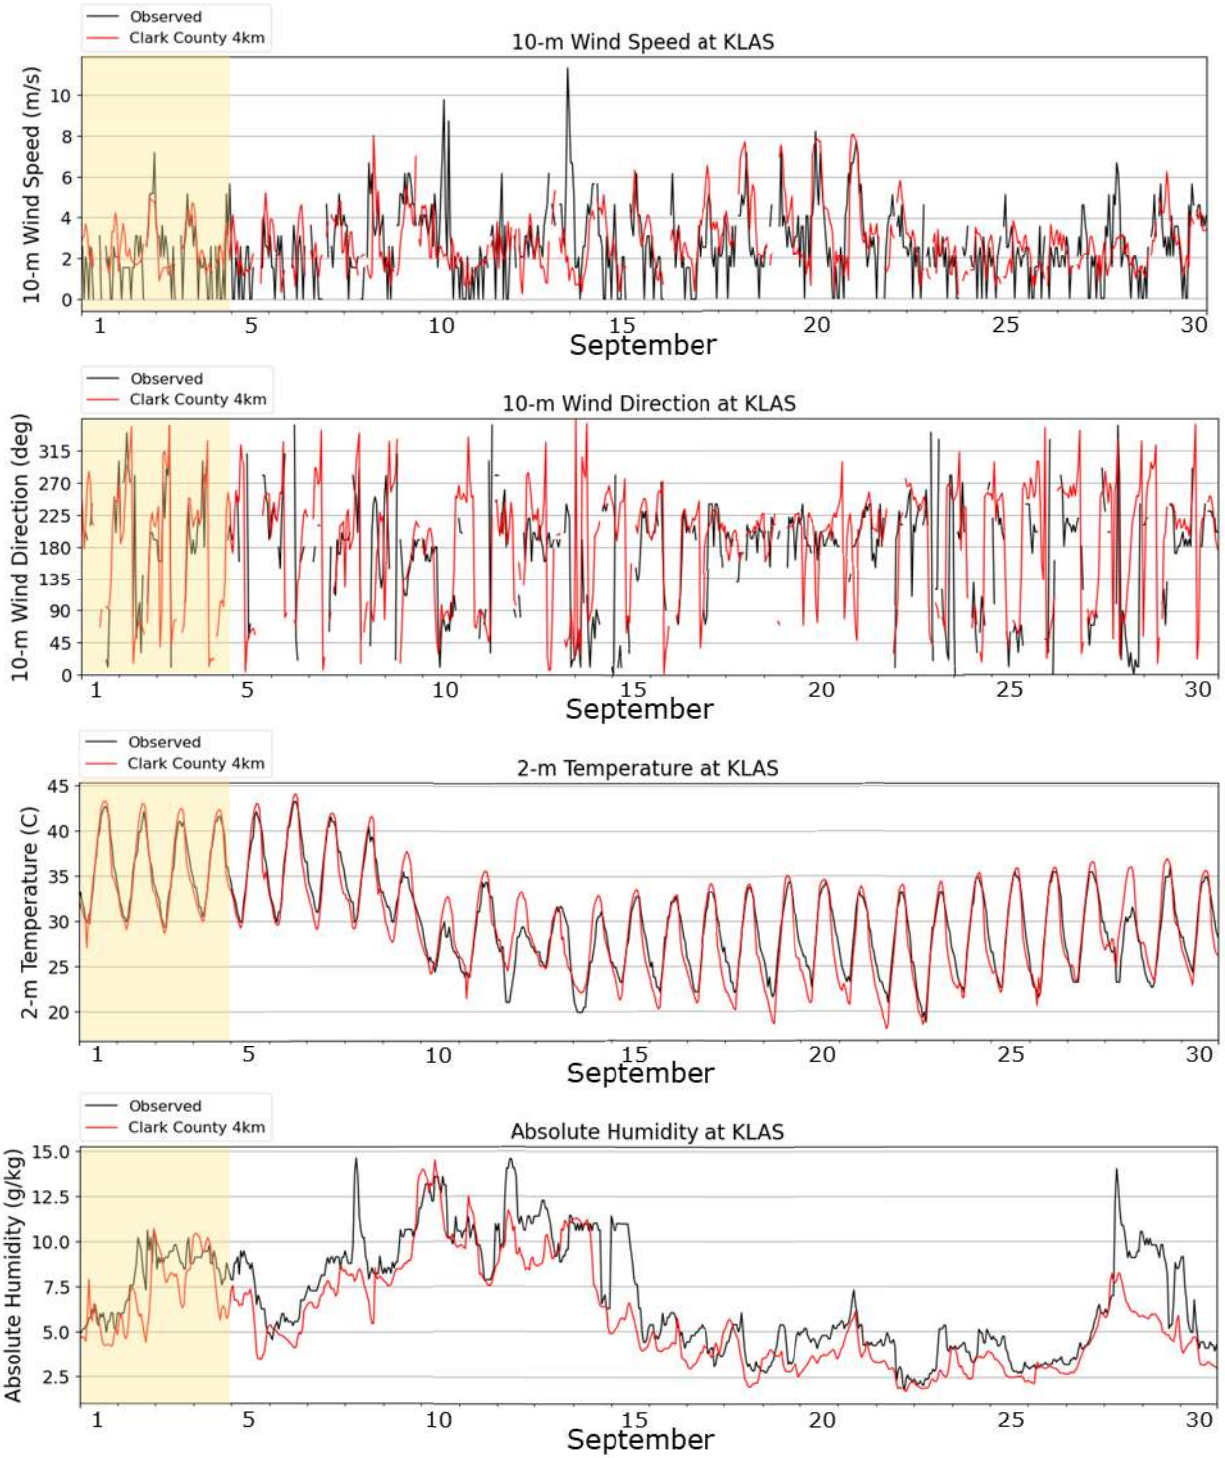 Observed
Clark County 4km
10-m Wind Speed at KLAS
10-m Wind Speed (m/s)
10
8
6
4
2
0
1 5 10 15 20 25 30
September
Observed
Clark County 4km
10-m Wind Direction at KLAS
10-m Wind Direction (deg)
315
270
225
180
135
90
45
0
1 5 10 15 20 25 30
September
Observed
Clark County 4km
2-m Temperature at KLAS
2-m Temperature (C)
45
40
35
30
25
20
1 5 10 15 20 25 30
September
Observed
Clark County 4km
Absolute Humidity at KLAS
Absolute Humidity (g/kg)
15.0
12.5
10.0
7.5
5.0
2.5
1 5 10 15 20 25 30
September